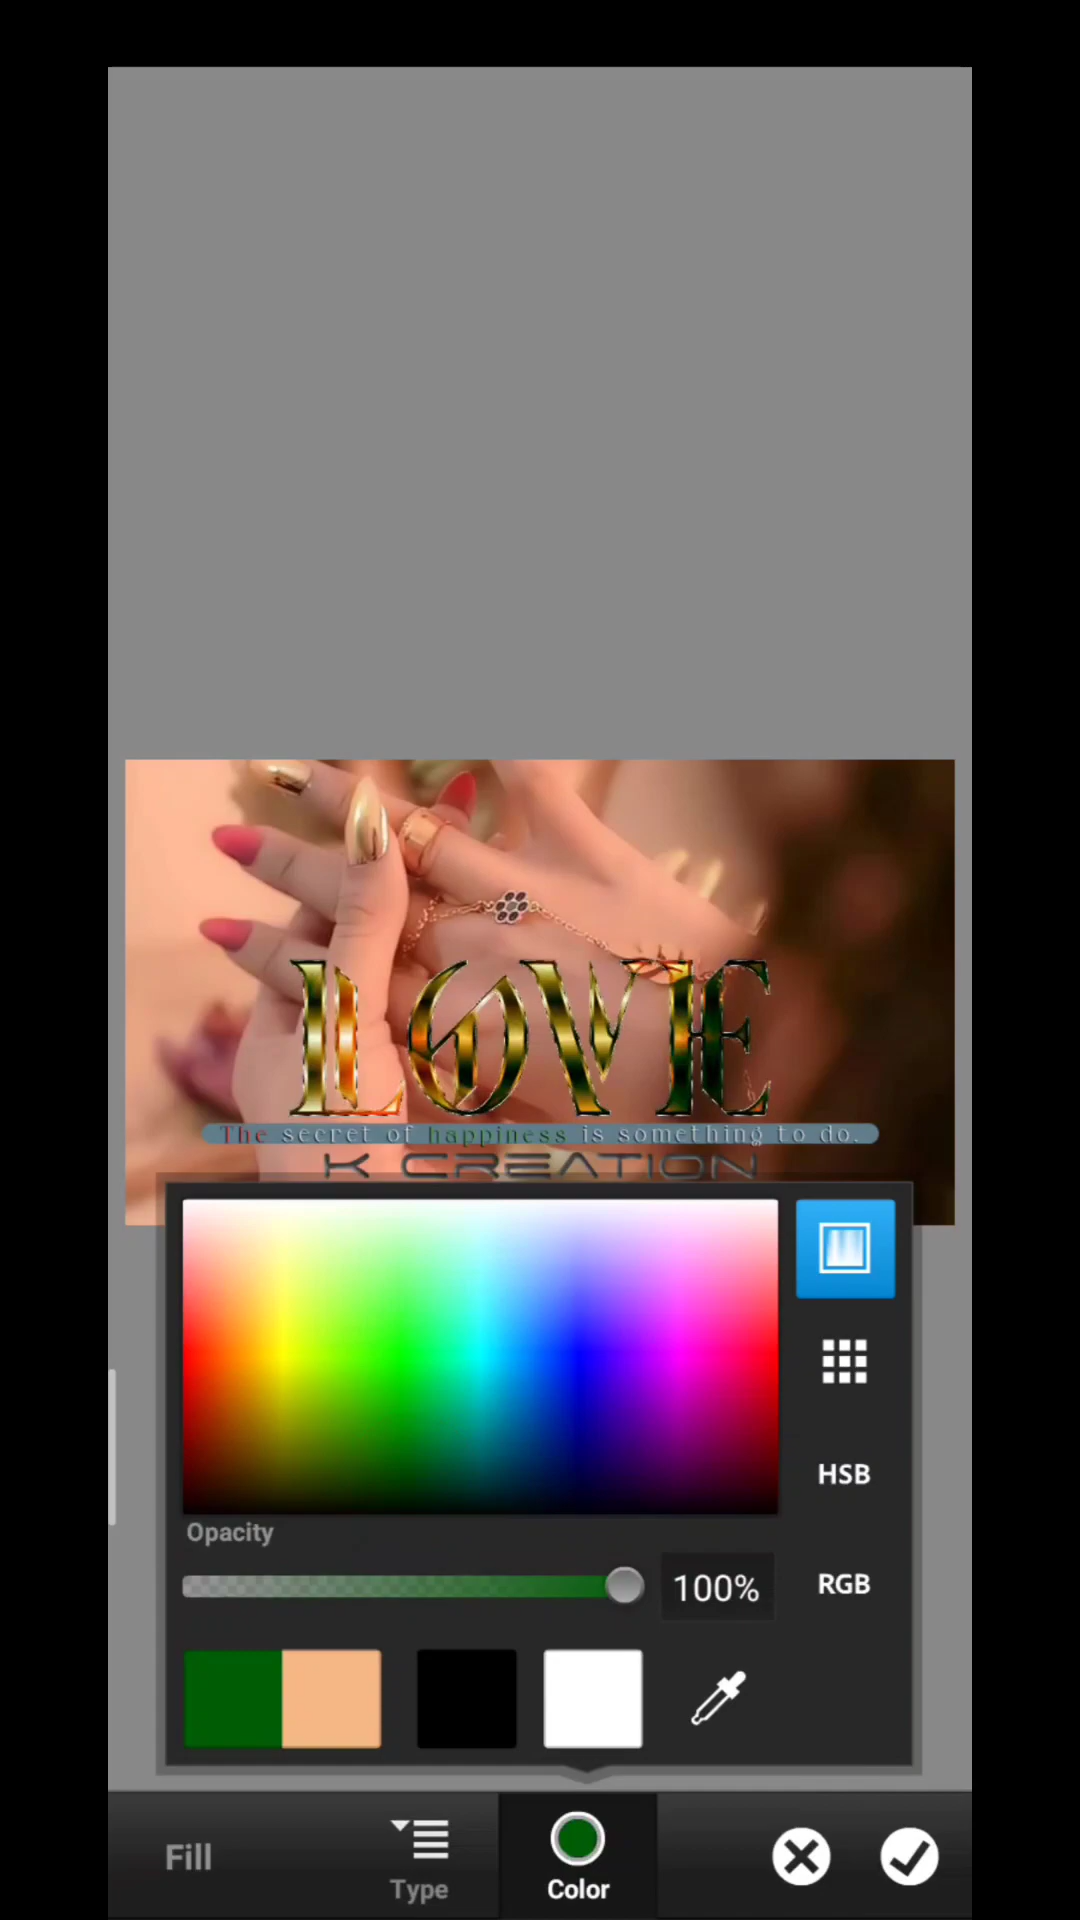 LOVE
The secret of happiness is something to do.
K CREATION
HSB
Opacity
100%
RGB
Fill
Type
Color